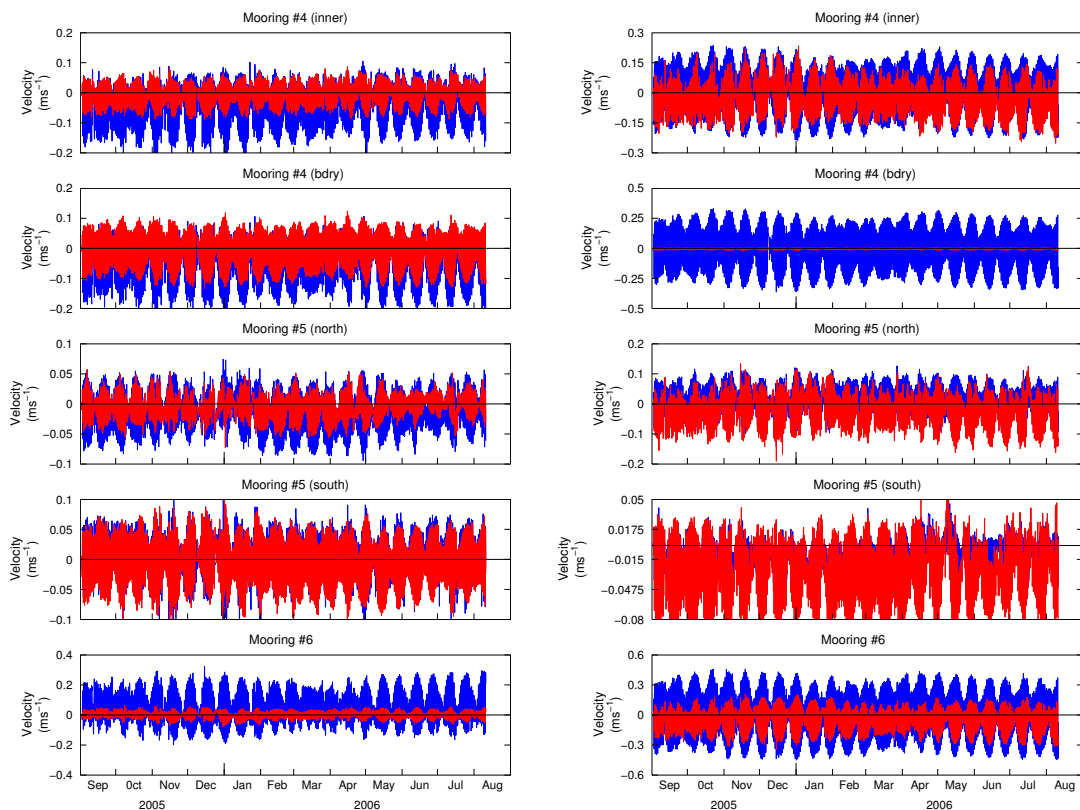 Mooring #4 (inner)
0.2
0.1
0
−0.1
−0.2
Velocity
(ms−1)
Mooring #4 (inner)
0.3
0.15
0
−0.15
−0.3
Velocity
(ms−1)
Mooring #4 (bdry)
0.2
0.1
0
−0.1
−0.2
Velocity
(ms−1)
Mooring #4 (bdry)
0.5
0.25
0
−0.25
−0.5
Velocity
(ms−1)
Mooring #5 (north)
0.1
0.05
0
−0.05
−0.1
Velocity
(ms−1)
Mooring #5 (north)
0.2
0.1
0
−0.1
−0.2
Velocity
(ms−1)
Mooring #5 (south)
0.1
0.05
0
−0.05
−0.1
Velocity
(ms−1)
Mooring #5 (south)
0.05
0.0175
−0.015
−0.0475
−0.08
Velocity
(ms−1)
Mooring #6
0.4
0.2
0
−0.2
−0.4
Velocity
(ms−1)
Sep 0ct Nov Dec Jan Mar Apr May Jun Jul Aug
2005 2006
Mooring #6
0.6
0.3
0
−0.3
−0.6
Velocity
(ms−1)
Sep 0ct Nov Dec Jan Feb Mar Apr May Jun Jul Aug
2005 2006